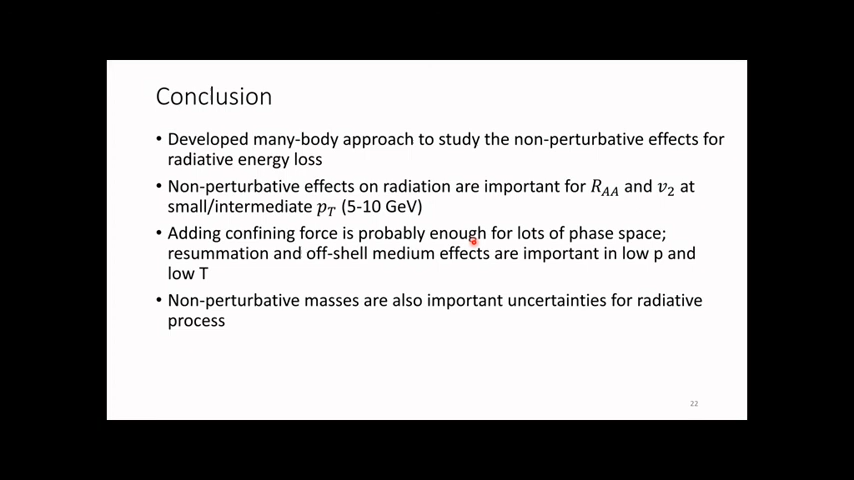 Conclusion
• Developed many-body approach to study the non-perturbative effects for
radiative energy loss
• Non-perturbative effects on radiation are important for R_AA and v_2 at
small/intermediate p_T (5-10 GeV)
• Adding confining force is probably enough for lots of phase space;
resummation and off-shell medium effects are important in low p and
low T
• Non-perturbative masses are also important uncertainties for radiative
process
22